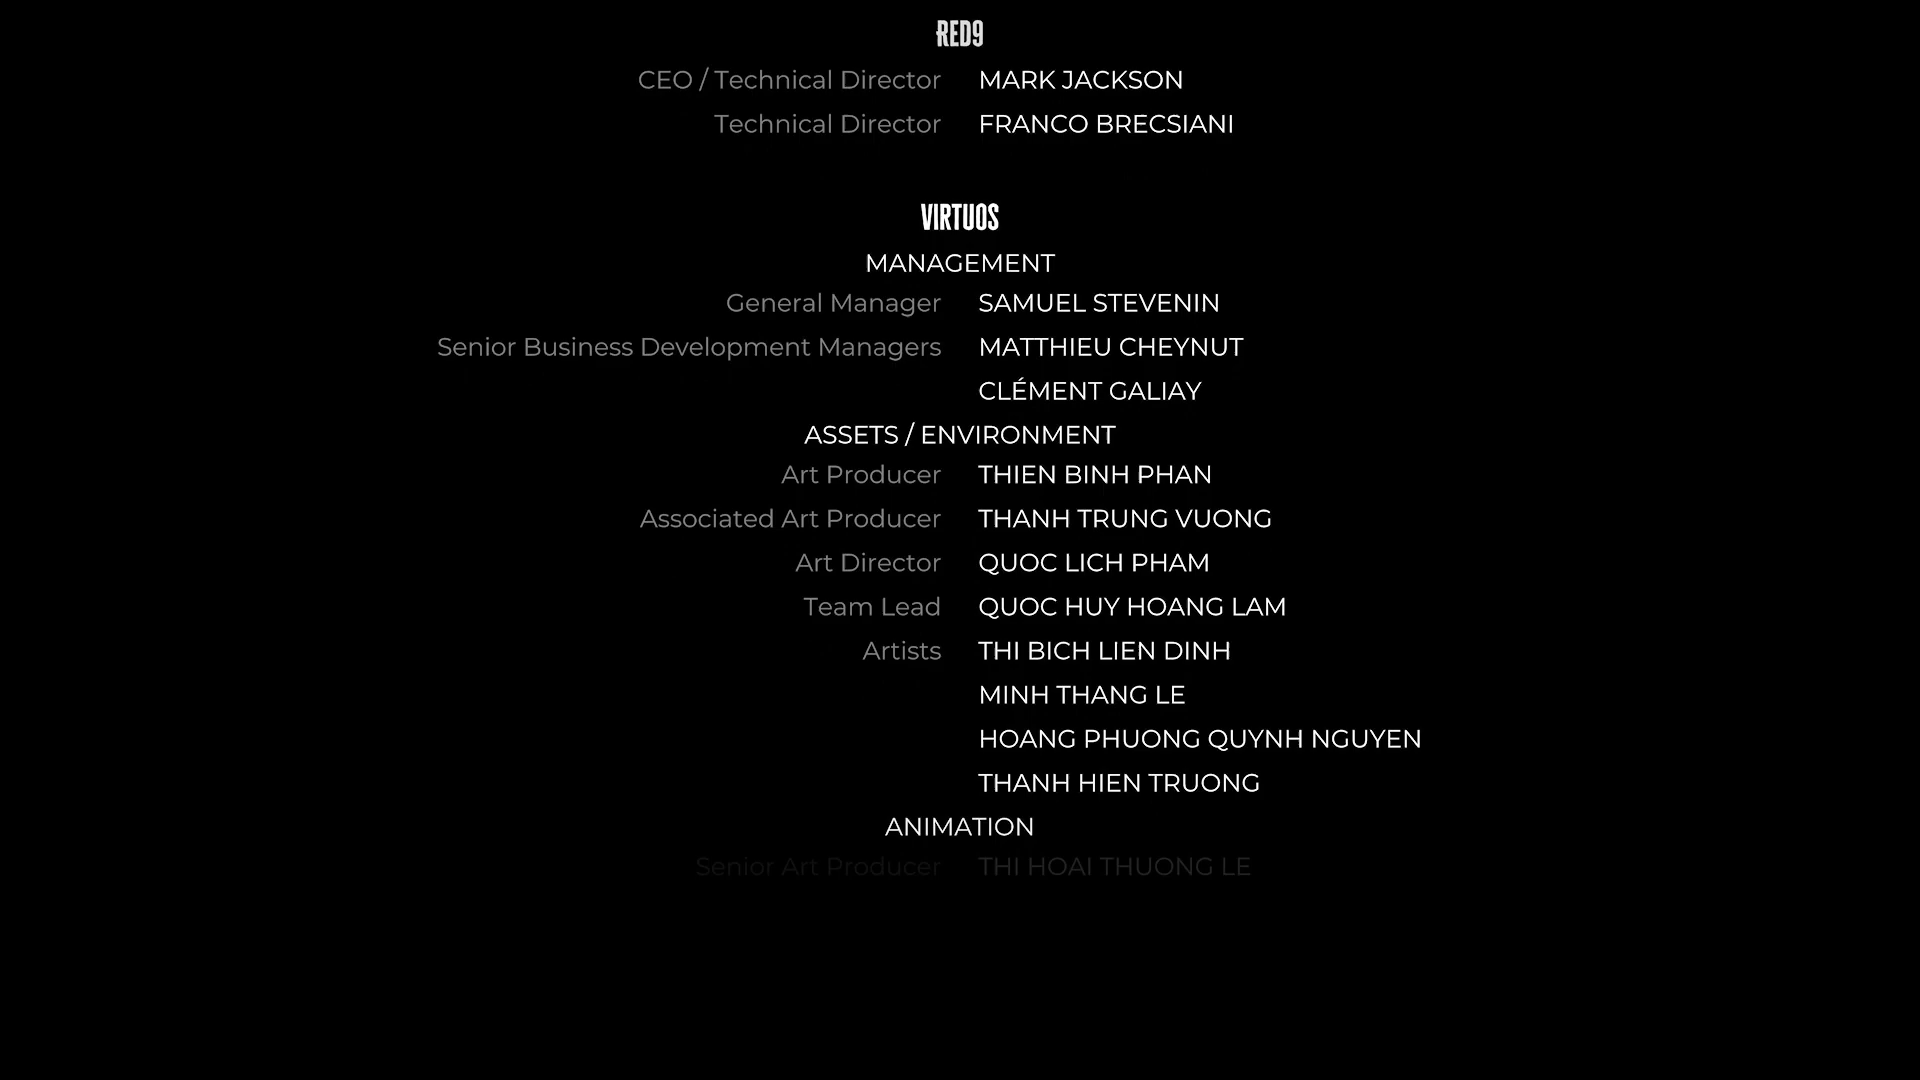 RED9
CEO / Technical Director MARK JACKSON
Technical Director FRANCO BRECSIANI
VIRTUOS
MANAGEMENT
General Manager SAMUEL STEVENIN
Senior Business Development Managers MATTHIEU CHEYNUT
CLÉMENT GALIAY
ASSETS / ENVIRONMENT
Art Producer THIEN BINH PHAN
Associated Art Producer THANH TRUNG VUONG
Art Director QUOC LICH PHAM
Team Lead QUOC HUY HOANG LAM
Artists THI BICH LIEN DINH
MINH THANG LE
HOANG PHUONG QUYNH NGUYEN
THANH HIEN TRUONG
ANIMATION
Senior Art Producer THI HOAI THUONG LE